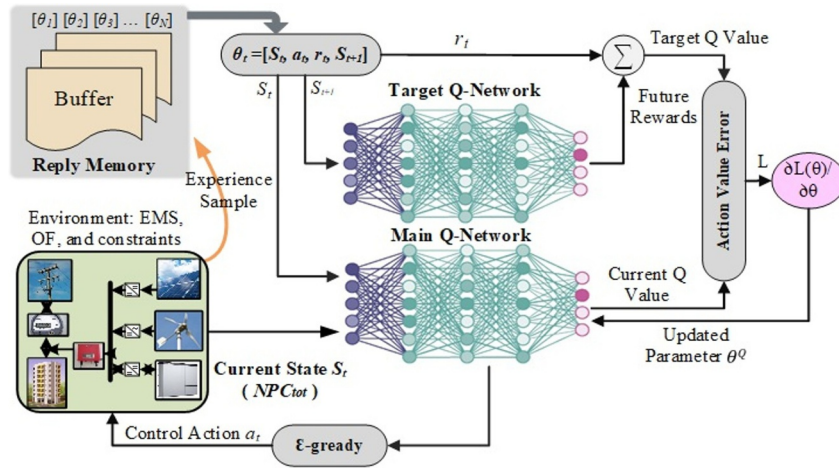 [θ1] [θ2] [θ3] ... [θN]
Buffer
Reply Memory
θt =[St, at, rt, St+1]
rt
∑
Target Q Value
St
St+1
Target Q-Network
Future
Rewards
Action Value Error
L
∂L(θ)/
∂θ
Experience
Sample
Environment: EMS,
OF, and constraints
Main Q-Network
Current Q
Value
Updated
Parameter θQ
Current State St
( NPCtot )
Control Action at
Ɛ-gready